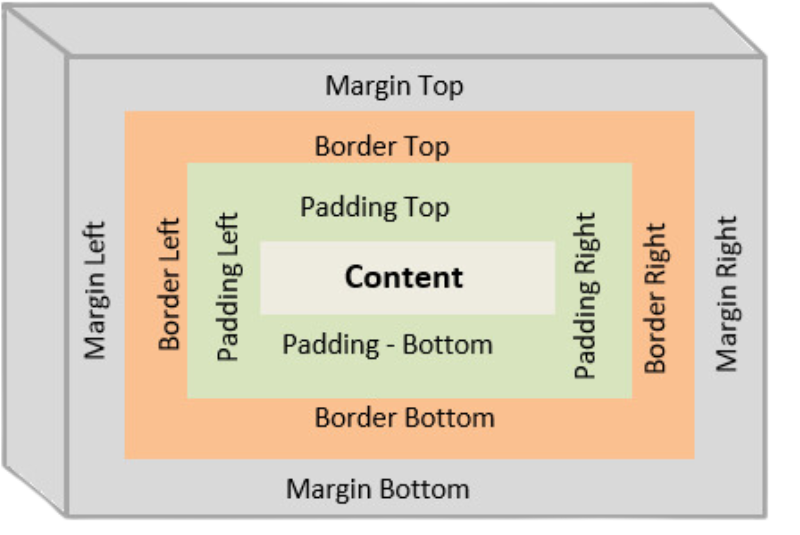 Margin Top
Border Top
Padding Top
Margin Left
Border Left
Padding Left
Content
Padding Right
Border Right
Margin Right
Padding - Bottom
Border Bottom
Margin Bottom